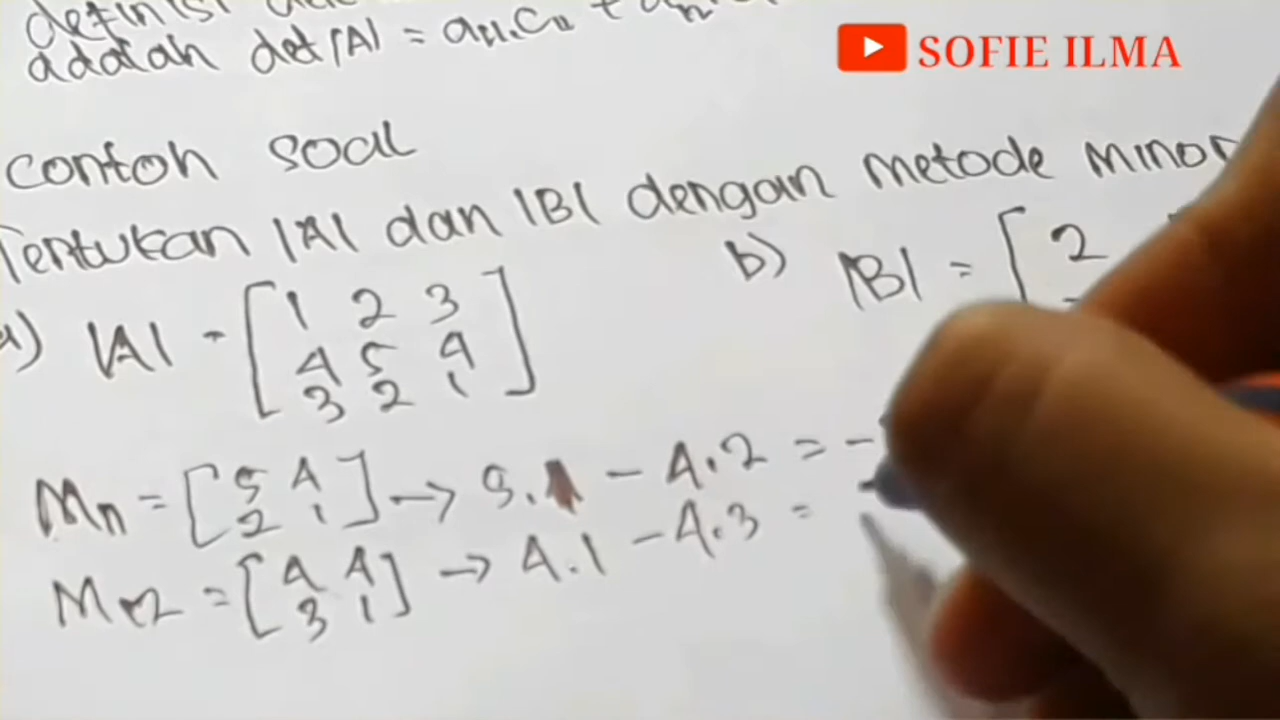 SOFIE ILMA
definisi
adalah det |A| = a11.C11 +
contoh soal
Tentukan |A| dan |B| dengan metode Minor
a) |A| = [1 2 3
4 5 4
3 2 1]
b) |B| = [2
M11 = [5 4
2 1] → 5.1 - 4.2 = -
M12 = [4 4
3 1] → 4.1 - 4.3 = -